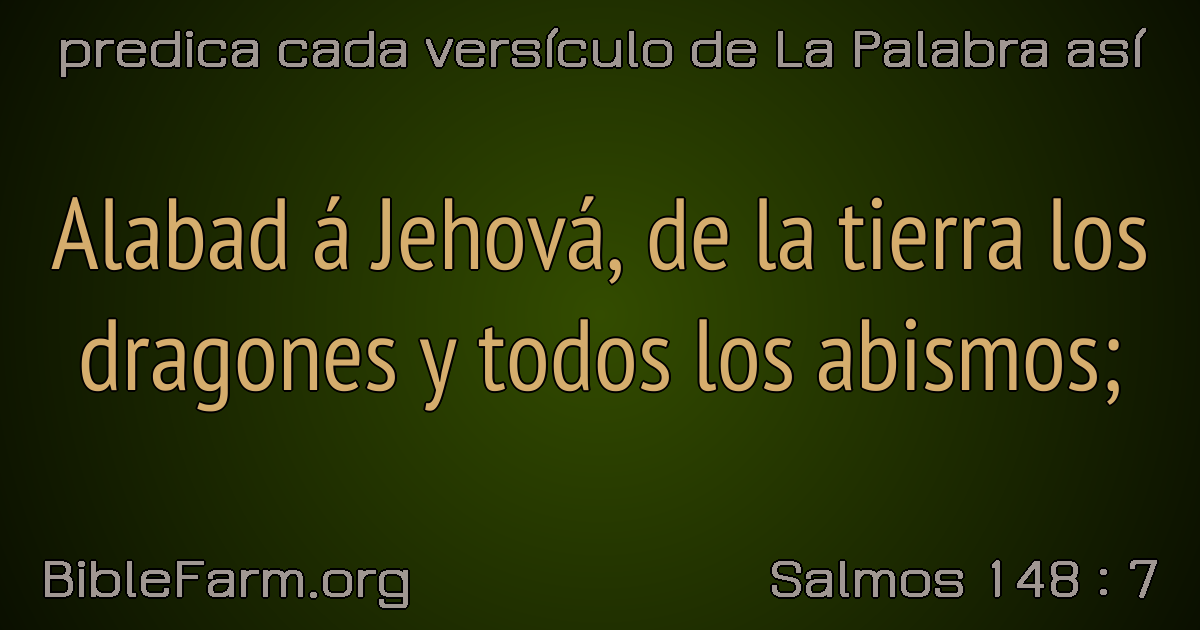 predica cada versículo de La Palabra así
Alabad á Jehová, de la tierra los
dragones y todos los abismos;
BibleFarm.org
Salmos 148 : 7